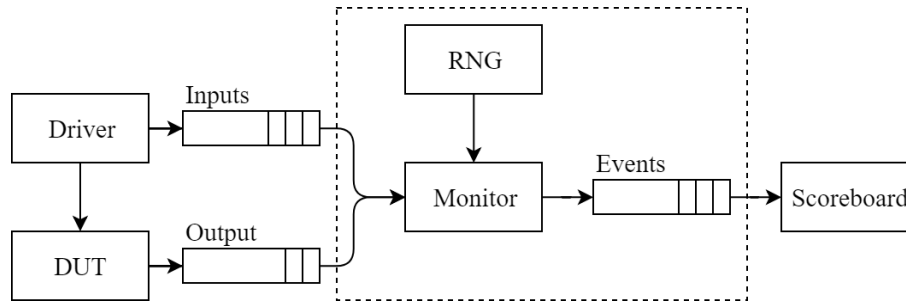 RNG
Inputs
Driver
Events
Monitor
Scoreboard
Output
DUT